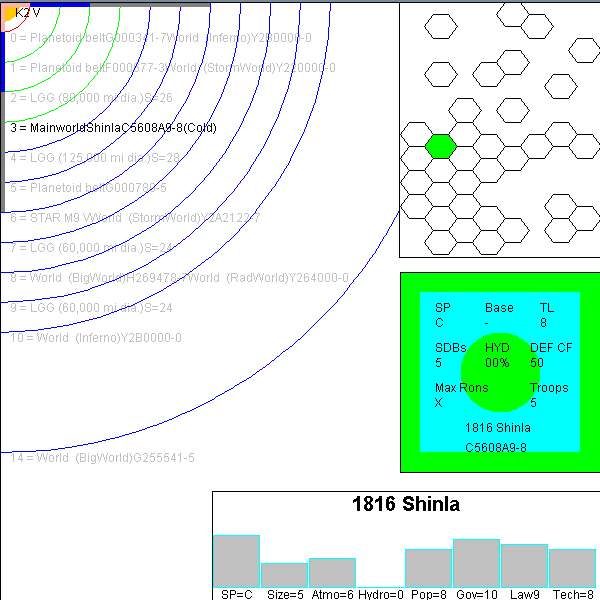 K2 V
0 = Planetoid beltG000341-7World (Inferno)Y2B0000-0
1 = Planetoid beltF000577-3World (StormWord)Y220000-0
2 = LGG (80,000 mi dia.)S=26
3 = MainworldShinlaC5608A9-8(Cold)
4 = LGG (125,000 mi dia.)S=28
5 = Planetoid beltG000780-5
6 = STAR M9 VWorld (StormWorld)Y2A2122-7
7 = LGG (60,000 mi dia.)S=24
8 = World (BigWorld)H269478-7World (RadWorld)Y264000-0
9 = LGG (60,000 mi dia.)S=24
10 = World (Inferno)Y2B0000-0
14 = World (BigWorld)G255541-5
SP Base TL
C - 8
SDBs HYD DEF CF
5 00% 50
Max Rons Troops
X 5
1816 Shinla
C5608A9-8
1816 Shinla
SP=C Size=5 Atmo=6 Hydro=0 Pop=8 Gov=10 Law9 Tech=8